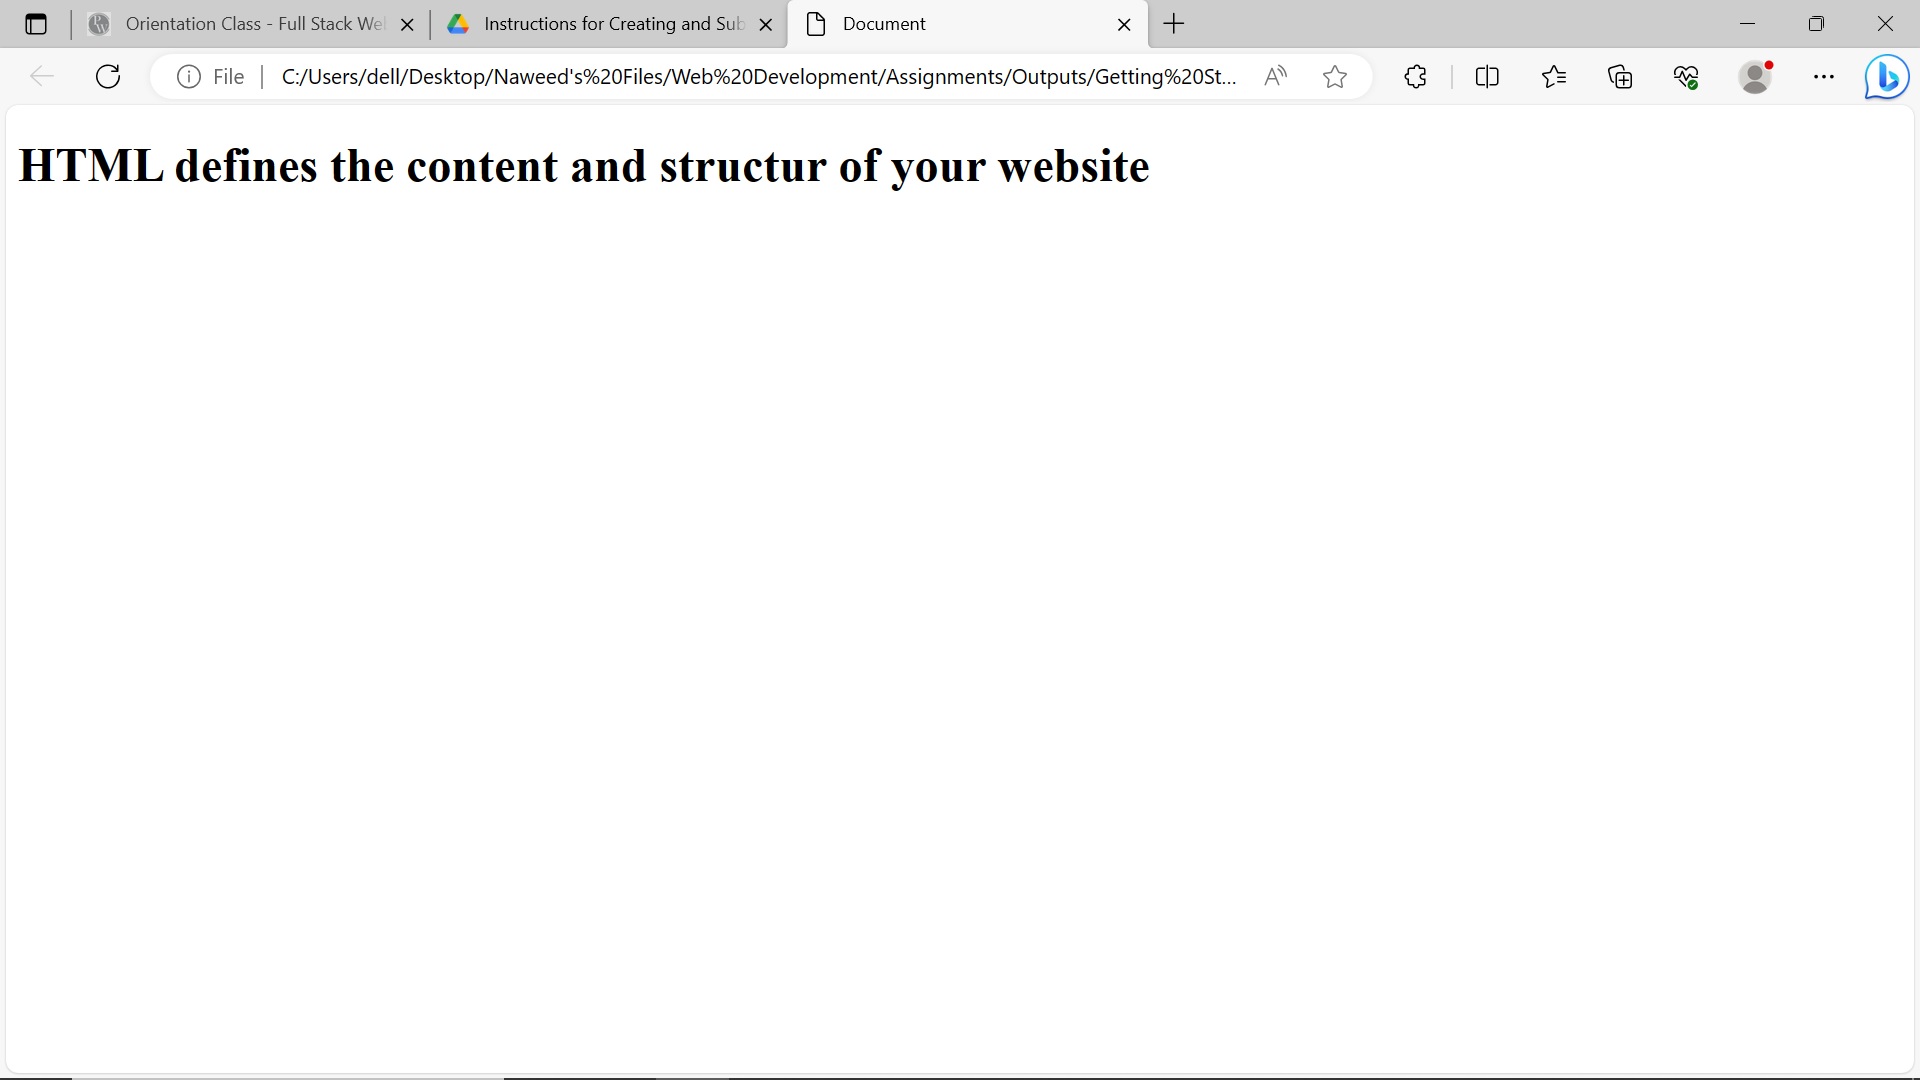 Orientation Class - Full Stack We
Instructions for Creating and Sub
Document
File
C:/Users/dell/Desktop/Naweed's%20Files/Web%20Development/Assignments/Outputs/Getting%20St...
HTML defines the content and structur of your website